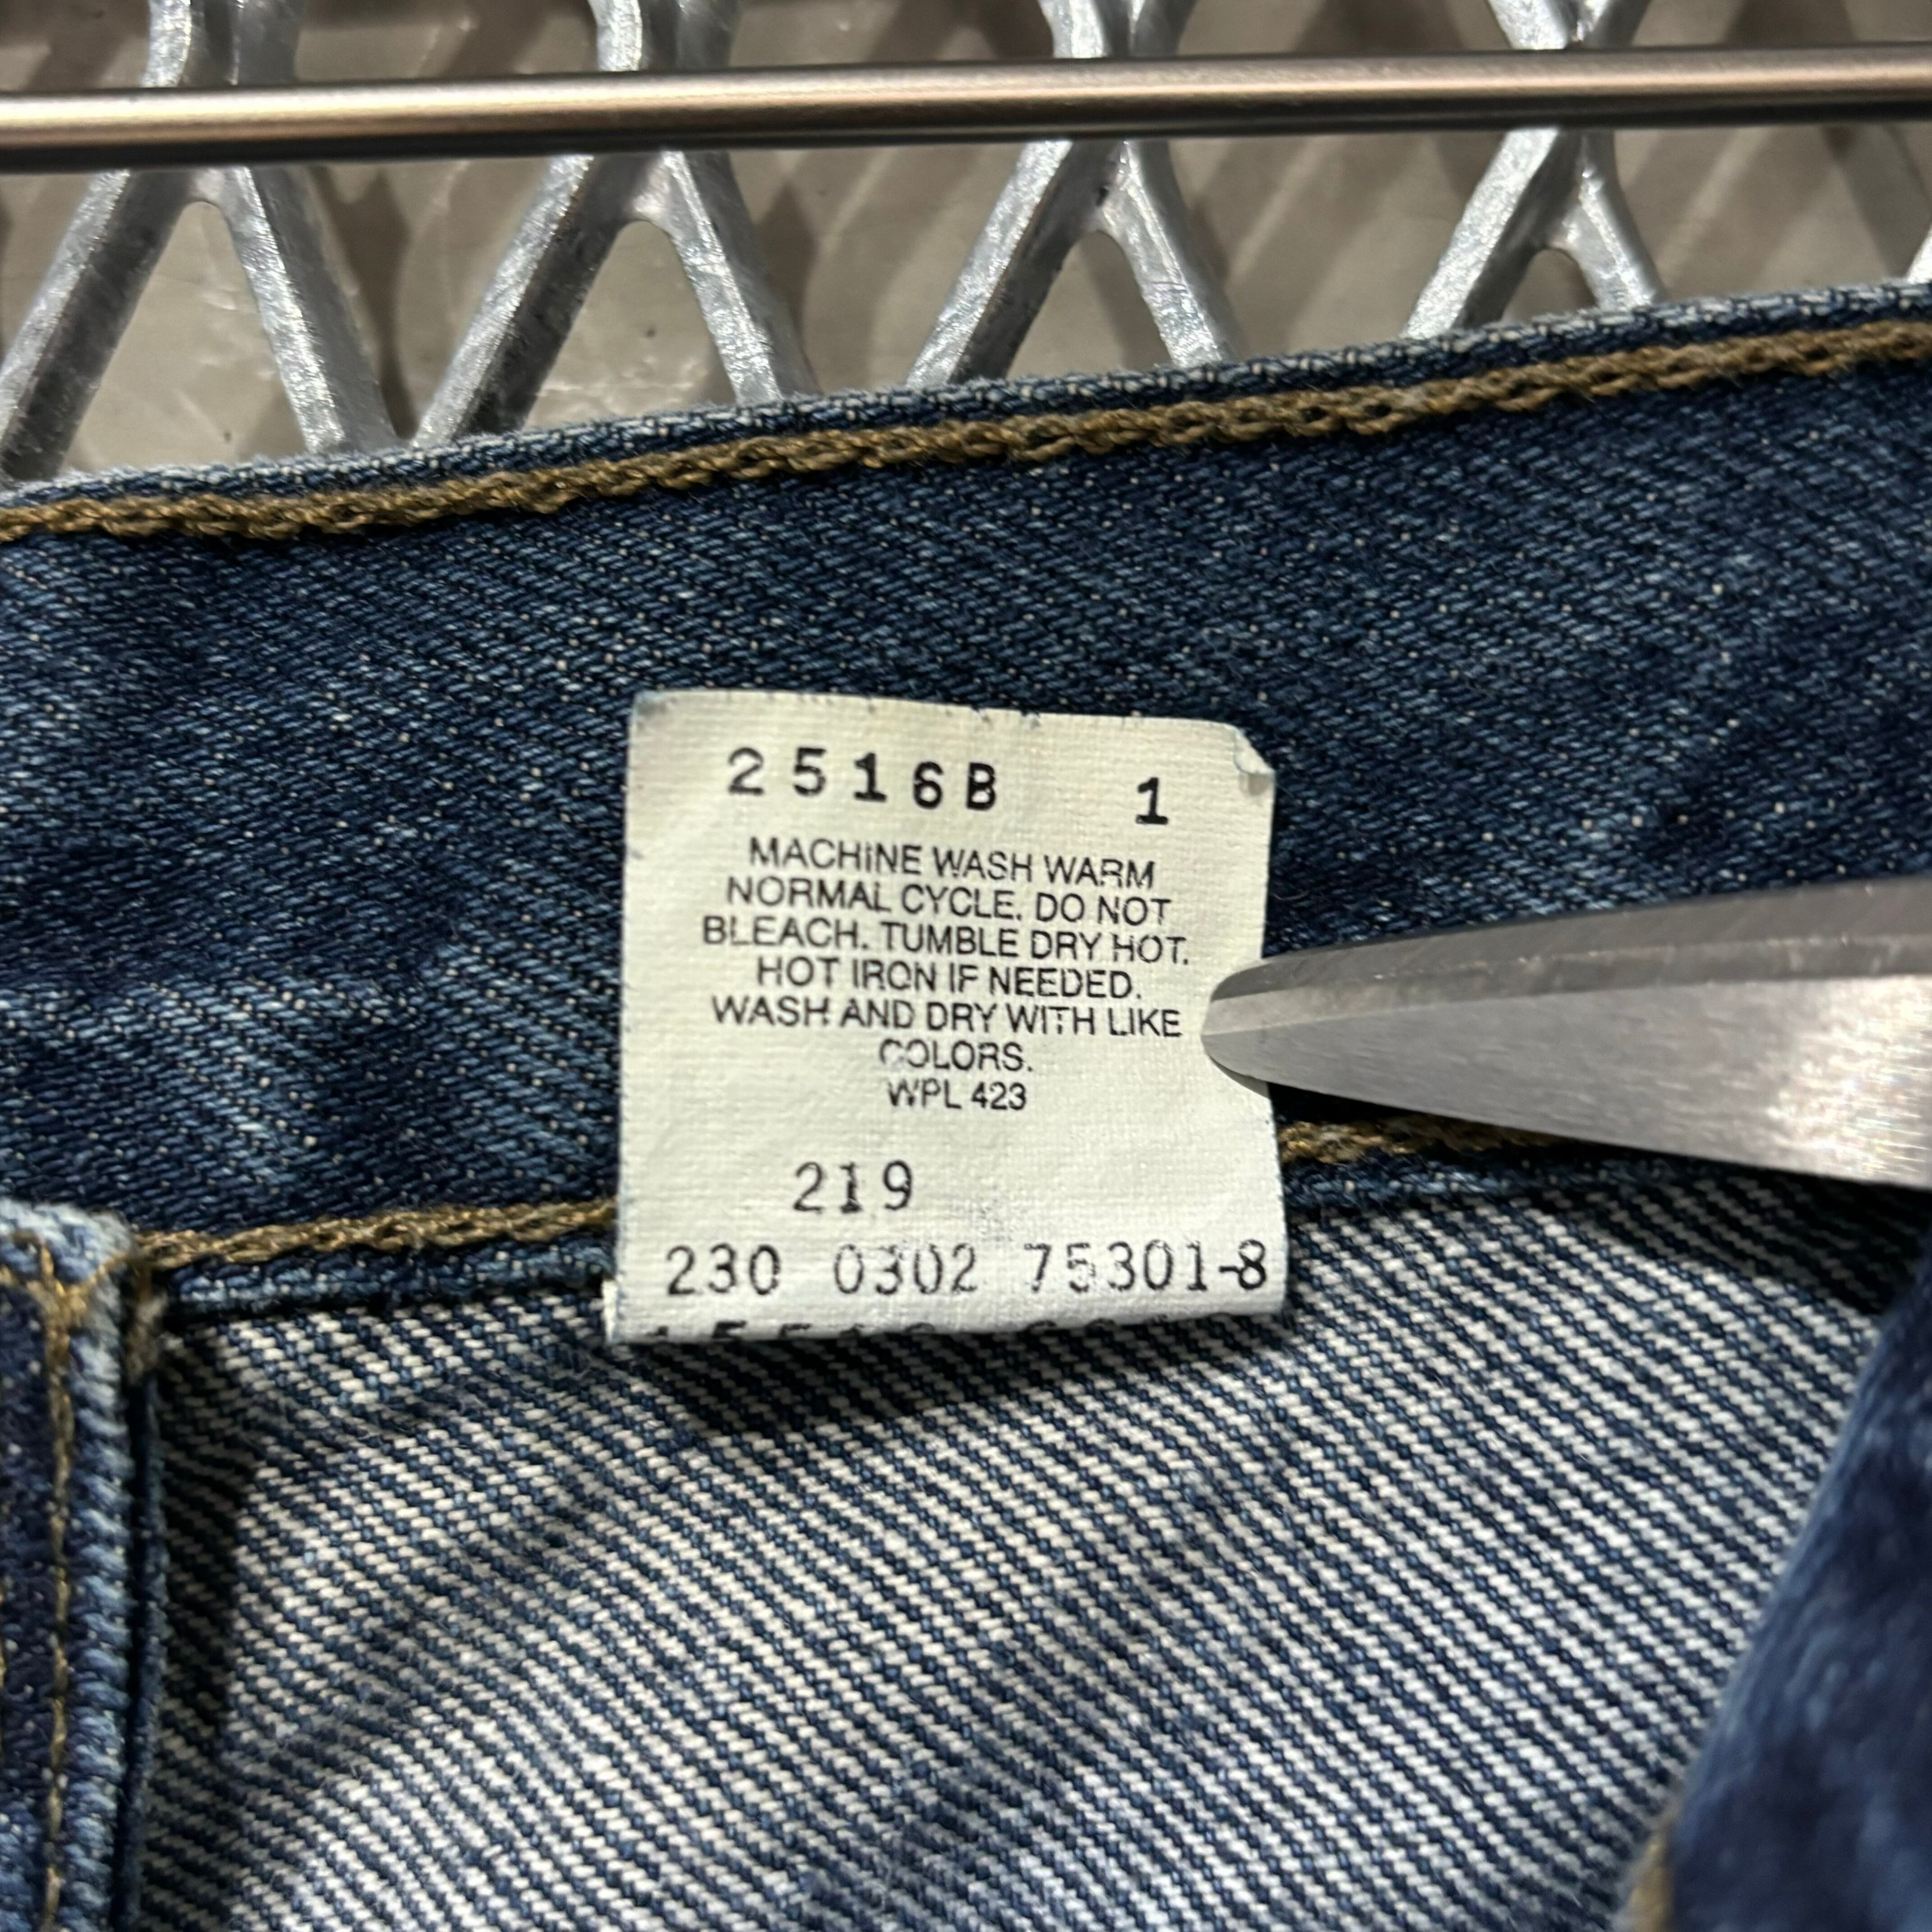 2516B 1
MACHINE WASH WARM
NORMAL CYCLE. DO NOT
BLEACH. TUMBLE DRY HOT.
HOT IRON IF NEEDED.
WASH AND DRY WITH LIKE
COLORS.
WPL 423
219
230 0302 75301-8